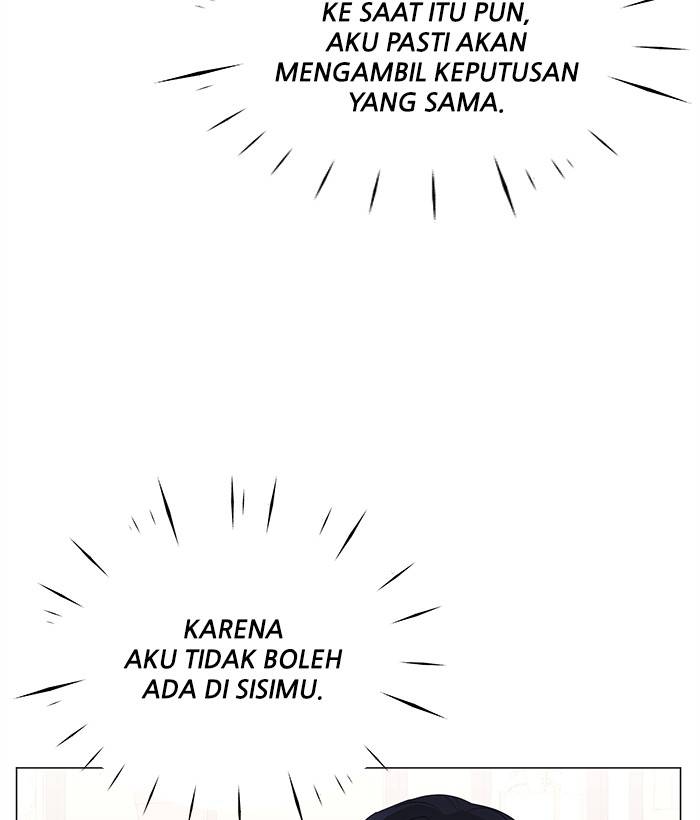 KE SAAT ITU PUN,
AKU PASTI AKAN
MENGAMBIL KEPUTUSAN
YANG SAMA.
KARENA
AKU TIDAK BOLEH
ADA DI SISIMU.